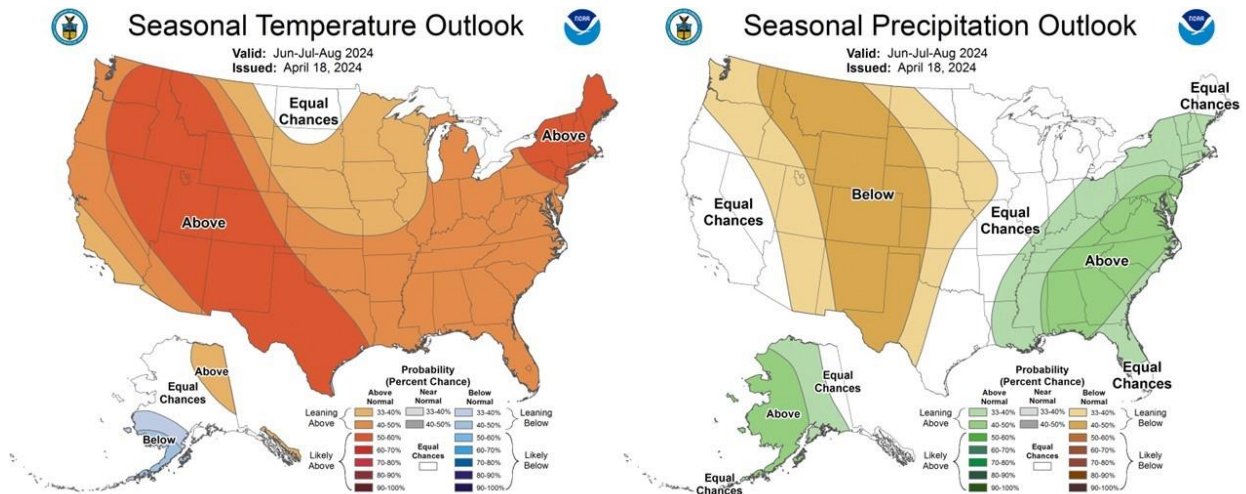 Seasonal Temperature Outlook
NOAA
Valid: Jun-Jul-Aug 2024
Issued: April 18, 2024
Equal
Chances
Above
Above
Above
Equal
Chances
Below
Probability
(Percent Chance)
Above
Normal
Near
Normal
Below
Normal
Leaning
Above
33-40%
40-50%
33-40%
40-50%
33-40%
40-50%
Leaning
Below
Likely
Above
50-60%
60-70%
70-80%
80-90%
90-100%
Equal
Chances
50-60%
60-70%
70-80%
80-90%
90-100%
Likely
Below
Seasonal Precipitation Outlook
NOAA
Valid: Jun-Jul-Aug 2024
Issued: April 18, 2024
Equal
Chances
Below
Equal
Chances
Equal
Chances
Above
Equal
Chances
Equal
Chances
Above
Equal
Chances
Probability
(Percent Chance)
Above
Normal
Near
Normal
Below
Normal
Leaning
Above
33-40%
40-50%
33-40%
40-50%
33-40%
40-50%
Leaning
Below
Likely
Above
50-60%
60-70%
70-80%
80-90%
90-100%
Equal
Chances
50-60%
60-70%
70-80%
80-90%
90-100%
Likely
Below